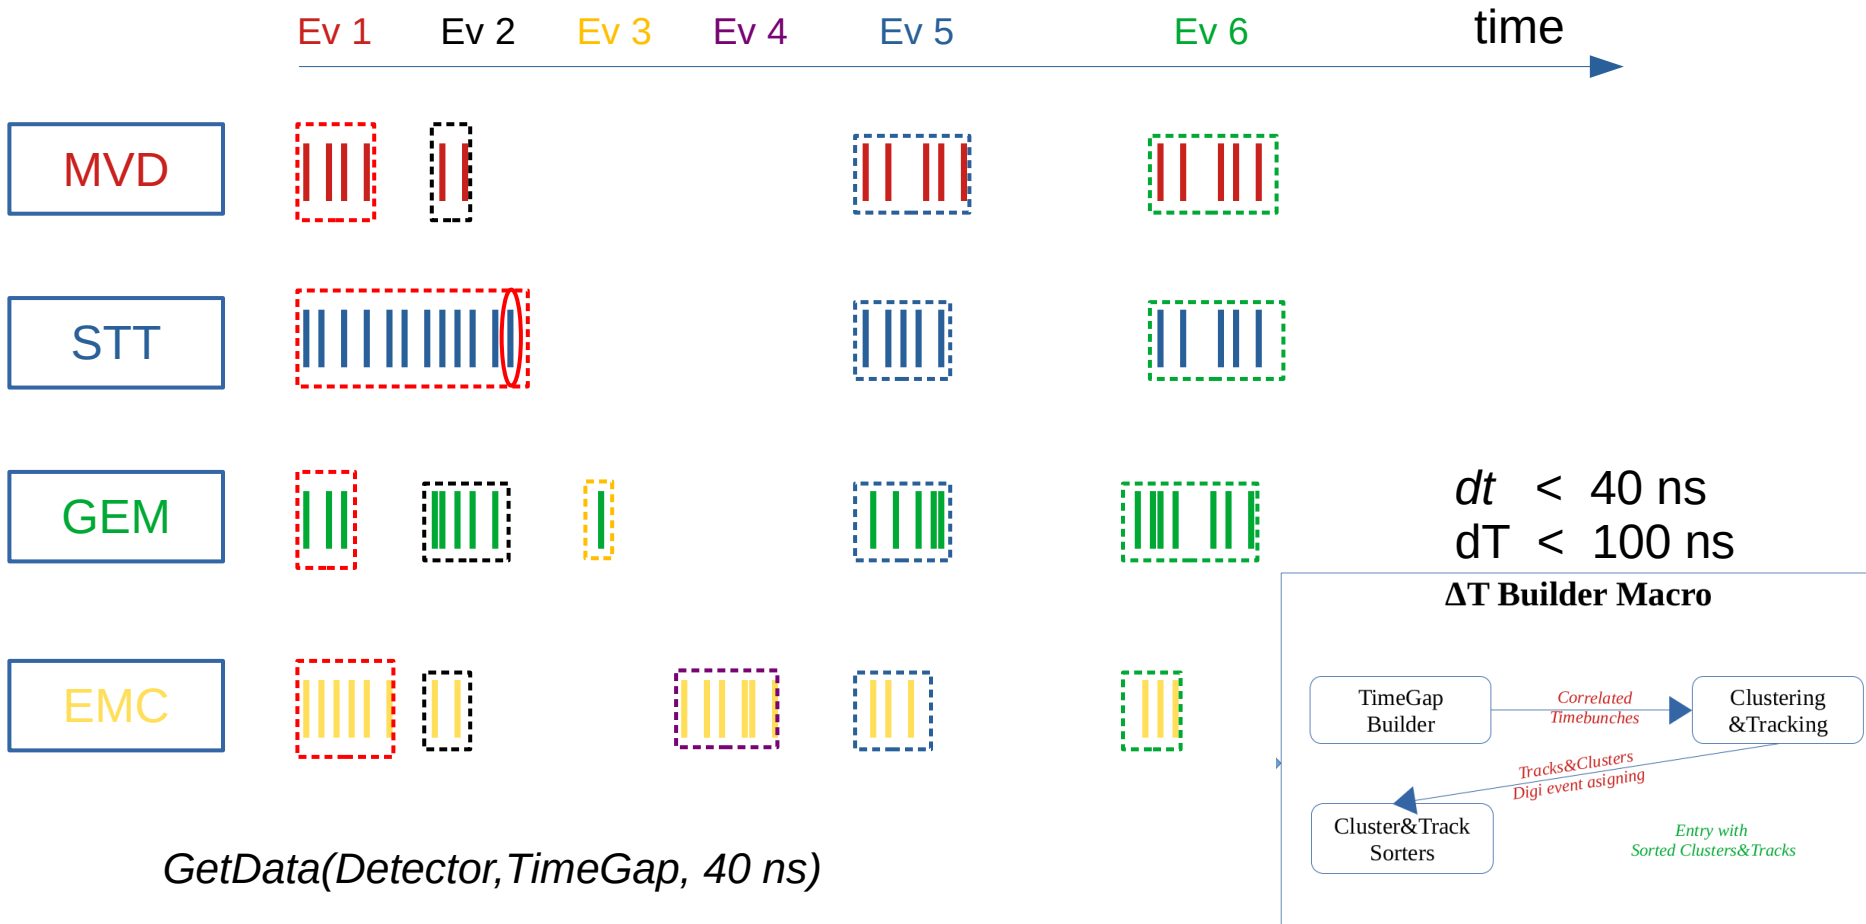 Ev 1 Ev 2 Ev 3 Ev 4 Ev 5 Ev 6 time
MVD
STT
GEM
EMC
dt < 40 ns
dT < 100 ns
ΔT Builder Macro
TimeGap
Builder
Correlated
Timebunches
Clustering
&Tracking
Tracks&Clusters
Digi event asigning
Cluster&Track
Sorters
Entry with
Sorted Clusters&Tracks
GetData(Detector,TimeGap, 40 ns)